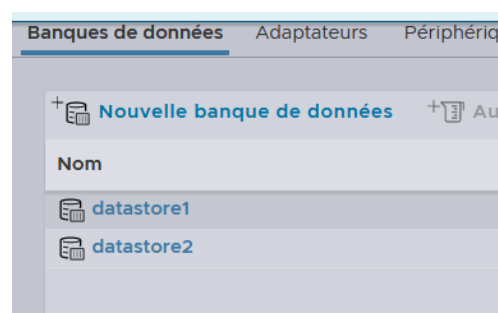 Banques de données Adaptateurs
Nouvelle banque de données
Nom
datastore1
datastore2